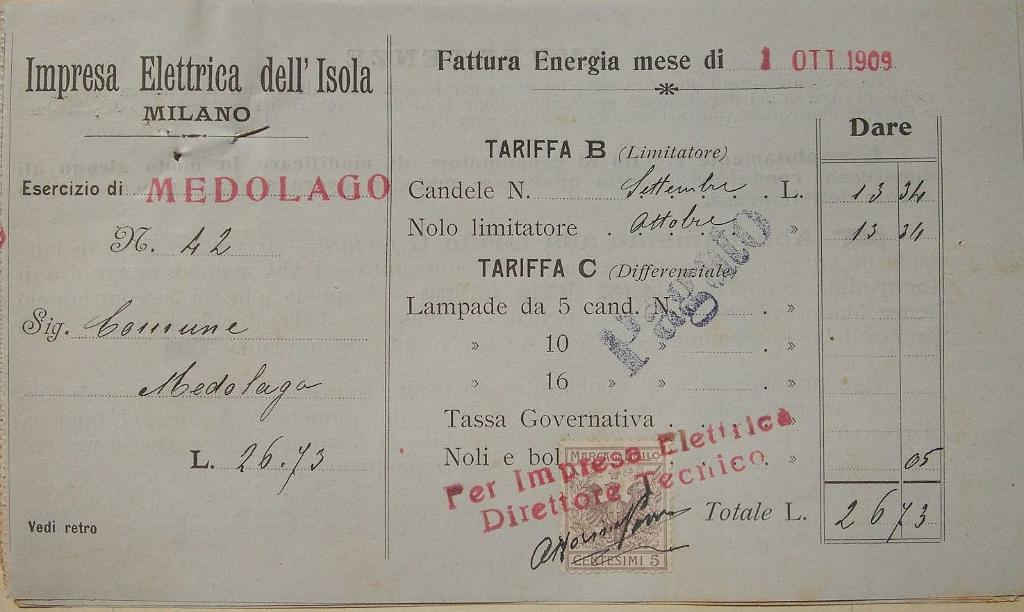 Impresa Elettrica dell'Isola
MILANO
Esercizio di MEDOLAGO
N. 42
Sig. Comune
Medolago
L. 26.73
Vedi retro
Fattura Energia mese di 1 OTT 1909
Dare
TARIFFA B (Limitatore)
Candele N. Settembre . L. 13 34
Nolo limitatore . Ottobre » 13 34
TARIFFA C (Differenziale)
Pagato
Lampade da 5 cand. N. . »
» 10 » . »
» 16 » » . »
Tassa Governativa . »
Noli e bol » 05
MARCA DA BOLLO
Per Impresa Elettrica
Direttore Tecnico
CENTESIMI 5
Totale L. 26 73